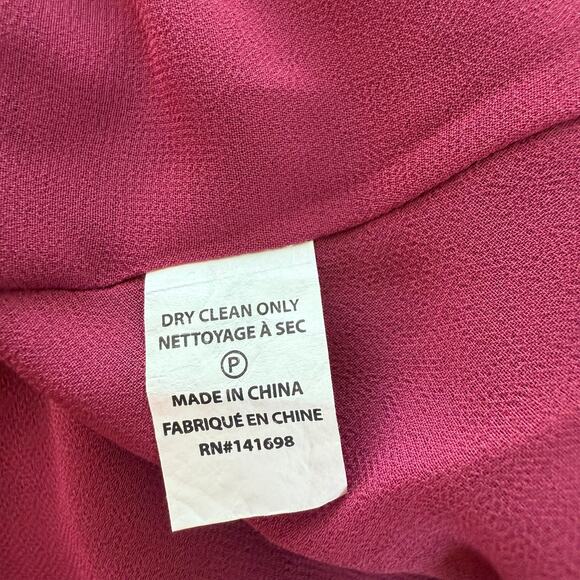 DRY CLEAN ONLY
NETTOYAGE À SEC
P
MADE IN CHINA
FABRIQUÉ EN CHINE
RN#141698